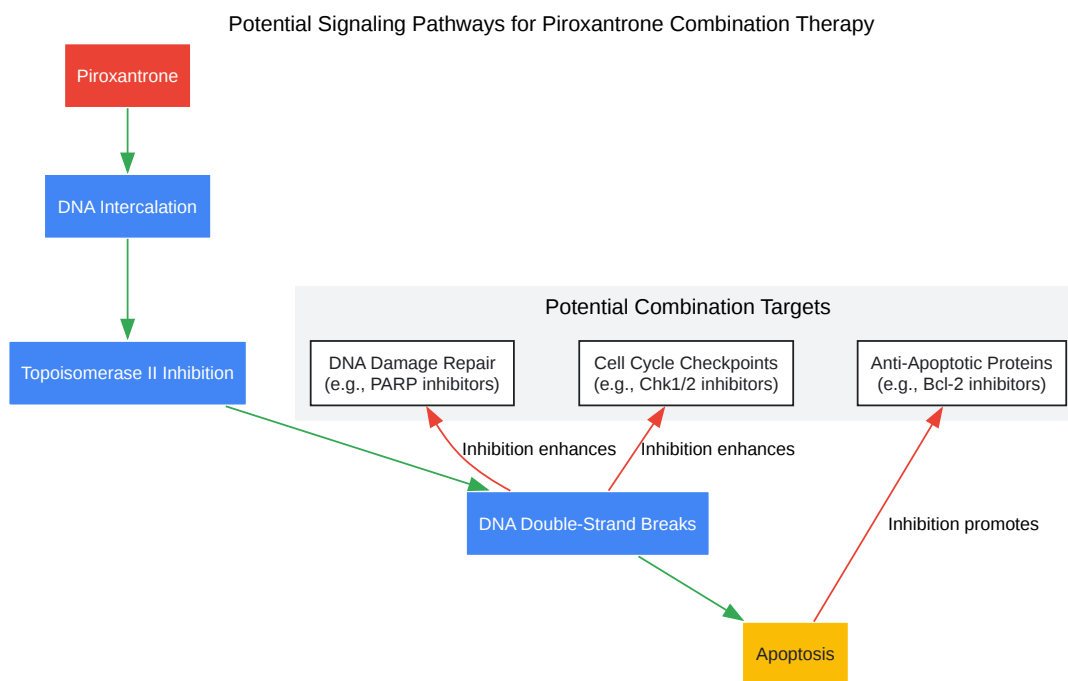 Potential Signaling Pathways for Piroxantrone Combination Therapy
Piroxantrone
DNA Intercalation
Topoisomerase II Inhibition
Potential Combination Targets
DNA Damage Repair
(e.g., PARP inhibitors)
Cell Cycle Checkpoints
(e.g., Chk1/2 inhibitors)
Anti-Apoptotic Proteins
(e.g., Bcl-2 inhibitors)
Inhibition enhances
Inhibition enhances
DNA Double-Strand Breaks
Inhibition promotes
Apoptosis